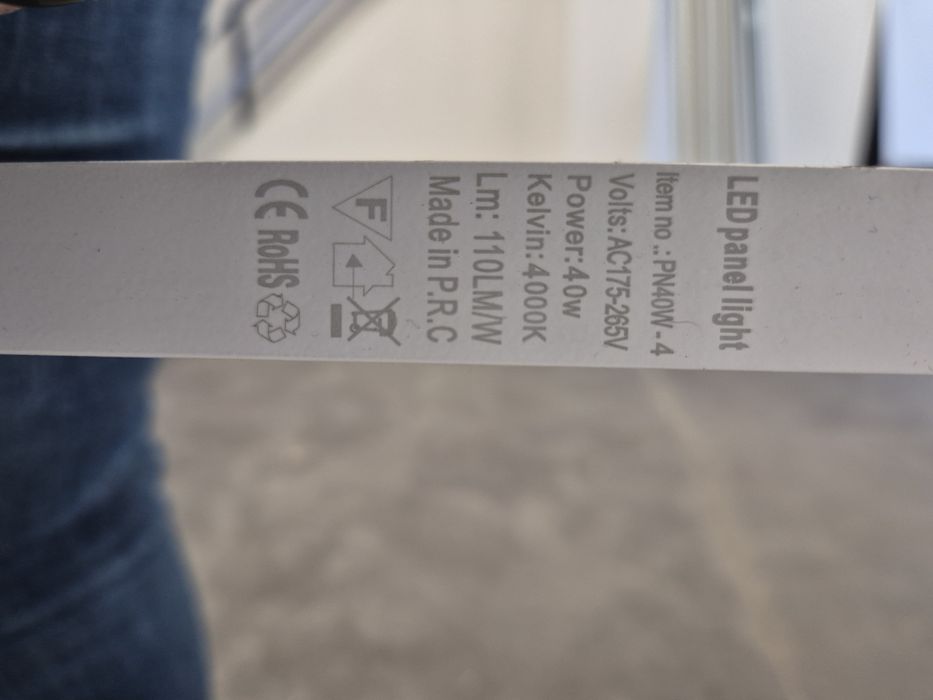 LED panel light
Item no .: PN40W - 4
Volts: AC175-265V
Power: 40w
Kelvin: 4000K
Lm: 110LM/W
Made in P.R.C
F
CE RoHS